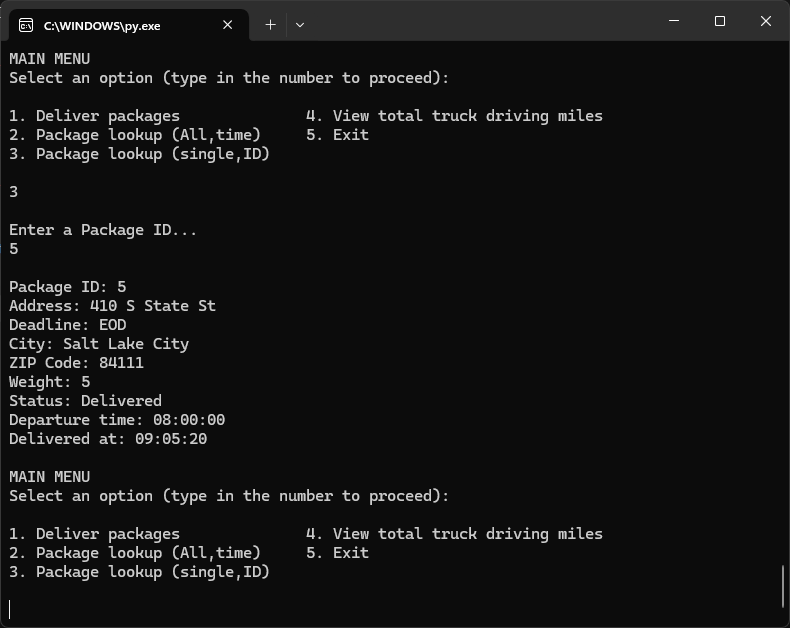 C:\WINDOWS\py.exe
MAIN MENU
Select an option (type in the number to proceed):
1. Deliver packages 4. View total truck driving miles
2. Package lookup (All,time) 5. Exit
3. Package lookup (single,ID)
3
Enter a Package ID...
5
Package ID: 5
Address: 410 S State St
Deadline: EOD
City: Salt Lake City
ZIP Code: 84111
Weight: 5
Status: Delivered
Departure time: 08:00:00
Delivered at: 09:05:20
MAIN MENU
Select an option (type in the number to proceed):
1. Deliver packages 4. View total truck driving miles
2. Package lookup (All,time) 5. Exit
3. Package lookup (single,ID)